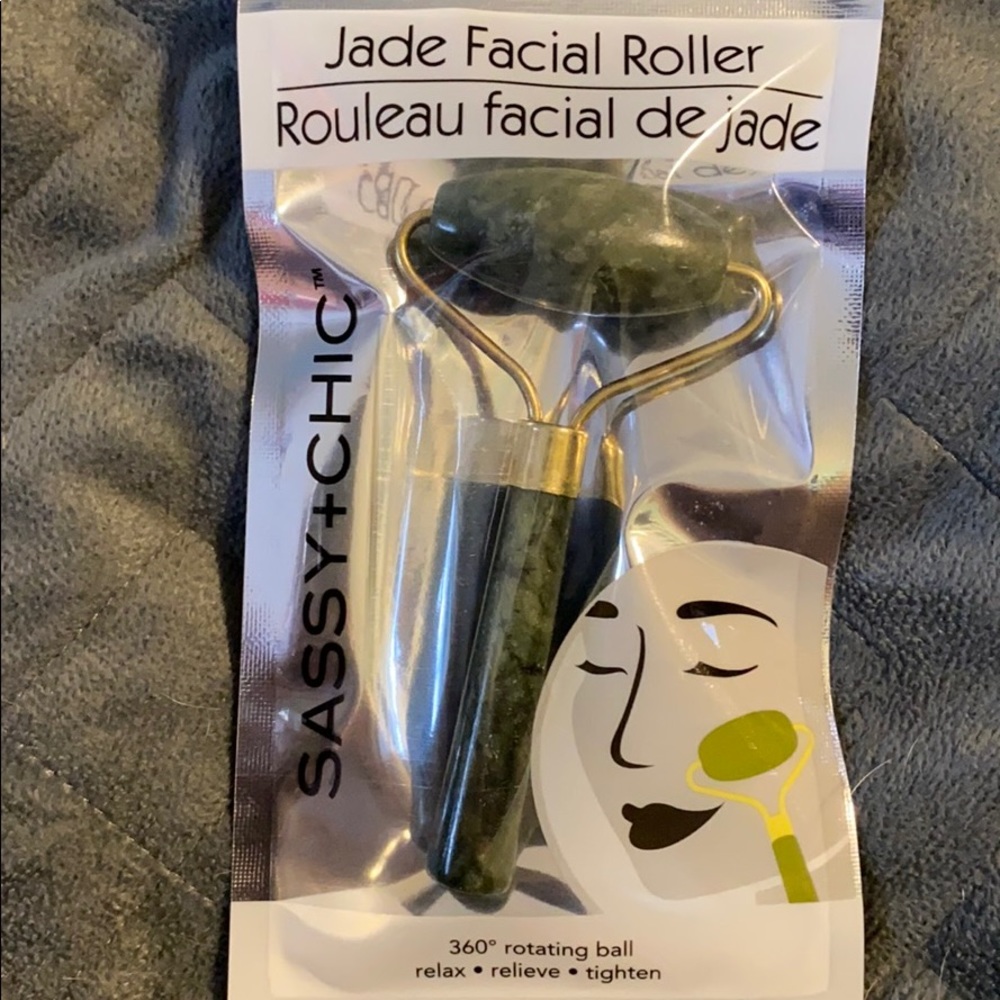 Jade Facial Roller
Rouleau facial de jade
SASSY+CHIC™
360° rotating ball
relax • relieve • tighten